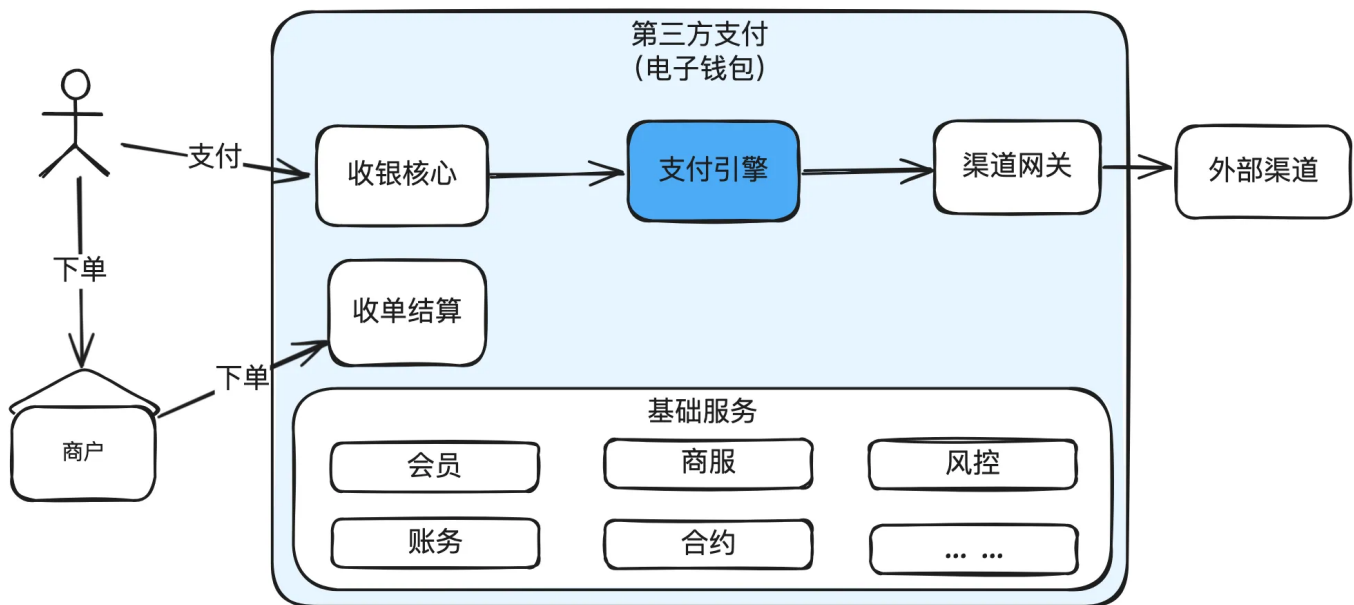 第三方支付
(电子钱包)
支付
收银核心
支付引擎
渠道网关
外部渠道
下单
收单结算
下单
商户
基础服务
会员
商服
风控
账务
合约
... ...